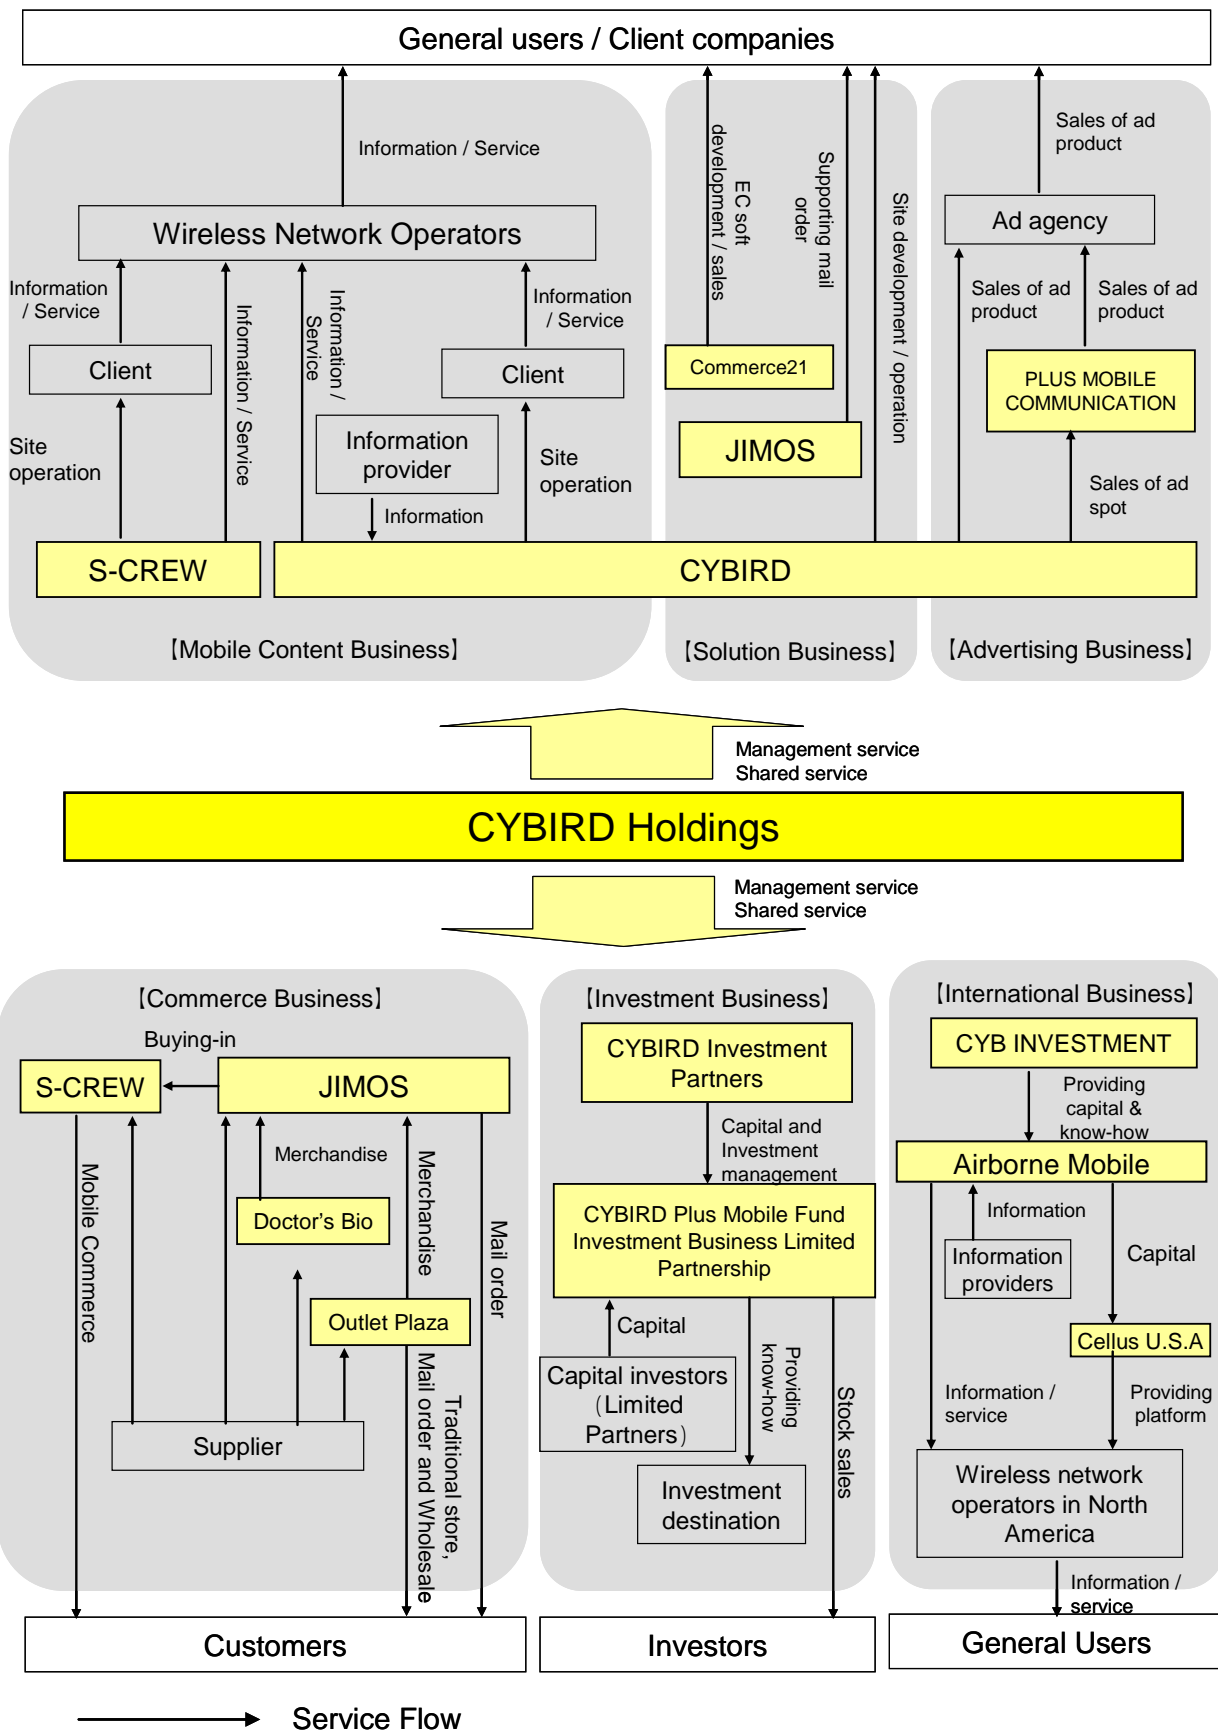 General users / Client companies
Information / Service
Wireless Network Operators
Information
/ Service
Client
Site
operation
Information / Service
Information /
Service
Information
/ Service
Client
Information
provider
Information
Site
operation
S-CREW
CYBIRD
【Mobile Content Business】
EC soft
development / sales
Commerce21
Supporting mail
order
JIMOS
Site development / operation
【Solution Business】
Sales of ad
product
Ad agency
Sales of ad
product
Sales of ad
product
PLUS MOBILE
COMMUNICATION
Sales of ad
spot
【Advertising Business】
Management service
Shared service
CYBIRD Holdings
Management service
Shared service
【Commerce Business】
Buying-in
S-CREW
JIMOS
Merchandise
Doctor's Bio
Merchandise
Mail order
Mobile Commerce
Outlet Plaza
Supplier
Traditional store,
Mail order and Wholesale
Customers
【Investment Business】
CYBIRD Investment
Partners
Capital and
Investment
management
CYBIRD Plus Mobile Fund
Investment Business Limited
Partnership
Capital
Capital investors
(Limited
Partners)
Providing
know-how
Stock sales
Investment
destination
Investors
【International Business】
CYB INVESTMENT
Providing
capital &
know-how
Airborne Mobile
Information
Information
providers
Capital
Cellus U.S.A
Information /
service
Providing
platform
Wireless network
operators in North
America
Information /
service
General Users
Service Flow